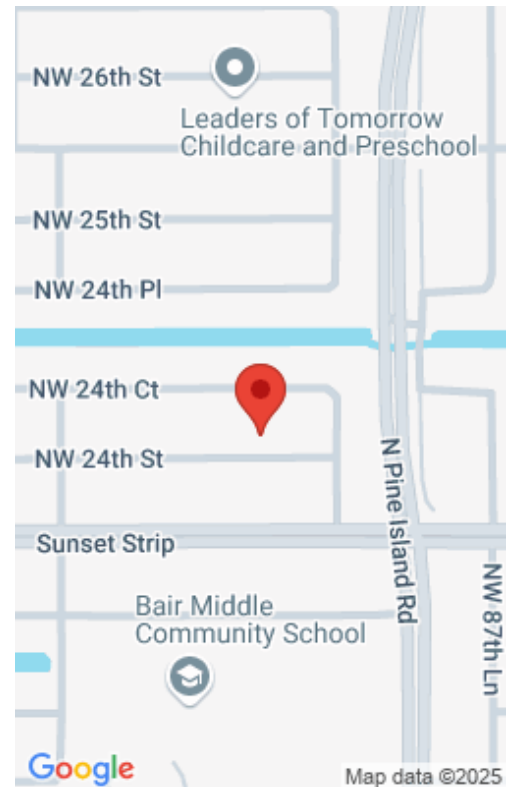 NW 26th St
Leaders of Tomorrow
Childcare and Preschool
NW 25th St
NW 24th Pl
NW 24th Ct
NW 24th St
N Pine Island Rd
Sunset Strip
NW 87th Ln
Bair Middle
Community School
Google
Map data ©2025